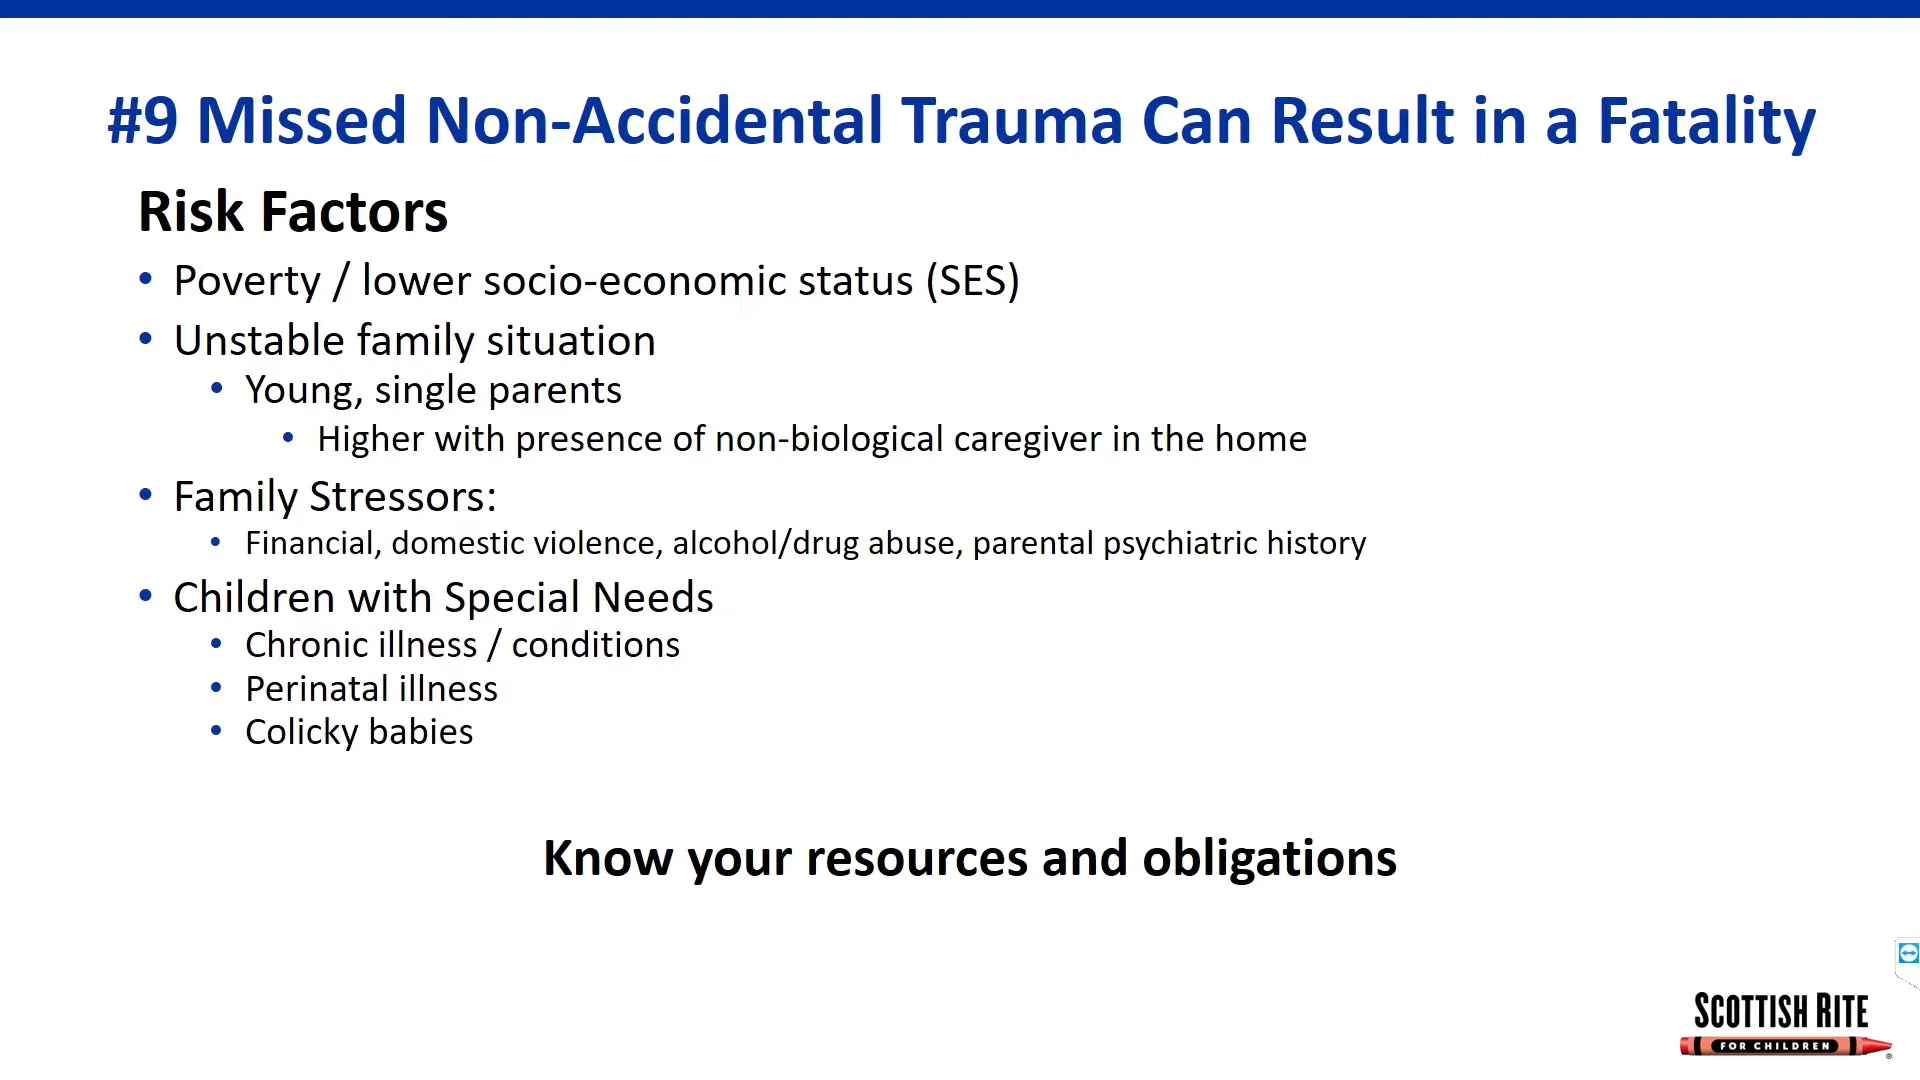 #9 Missed Non-Accidental Trauma Can Result in a Fatality
Risk Factors
• Poverty / lower socio-economic status (SES)
• Unstable family situation
• Young, single parents
• Higher with presence of non-biological caregiver in the home
• Family Stressors:
• Financial, domestic violence, alcohol/drug abuse, parental psychiatric history
• Children with Special Needs
• Chronic illness / conditions
• Perinatal illness
• Colicky babies
Know your resources and obligations
SCOTTISH RITE
FOR CHILDREN
®